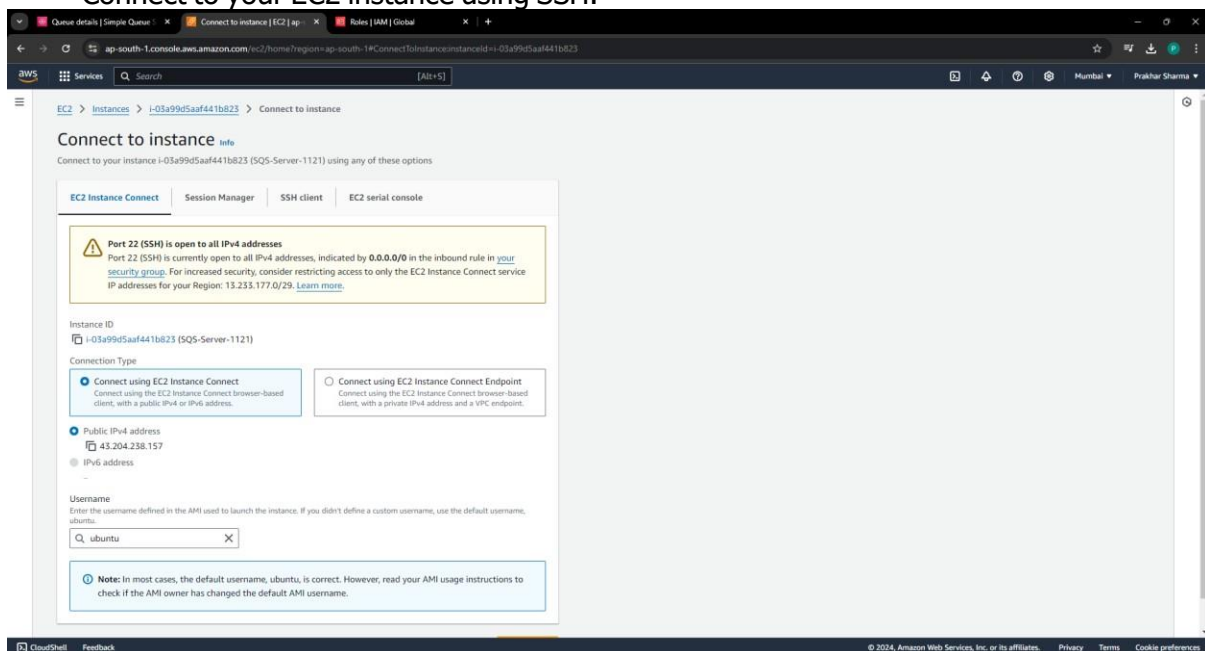 Connect to your EC2 instance using SSH.
Queue details | Simple Queue S
Connect to instance | EC2 | ap-
Roles | IAM | Global
ap-south-1.console.aws.amazon.com/ec2/home?region=ap-south-1#ConnectToInstance:instanceId=i-03a99d5aaf441b823
aws Services Search [Alt+S] Mumbai Prakhar Sharma
EC2 > Instances > i-03a99d5aaf441b823 > Connect to instance
Connect to instance Info
Connect to your instance i-03a99d5aaf441b823 (SQS-Server-1121) using any of these options
EC2 Instance Connect Session Manager SSH client EC2 serial console
Port 22 (SSH) is open to all IPv4 addresses
Port 22 (SSH) is currently open to all IPv4 addresses, indicated by 0.0.0.0/0 in the inbound rule in your
security group. For increased security, consider restricting access to only the EC2 Instance Connect service
IP addresses for your Region: 13.233.177.0/29. Learn more.
Instance ID
i-03a99d5aaf441b823 (SQS-Server-1121)
Connection Type
Connect using EC2 Instance Connect
Connect using the EC2 Instance Connect browser-based
client, with a public IPv4 or IPv6 address.
Connect using EC2 Instance Connect Endpoint
Connect using the EC2 Instance Connect browser-based
client, with a private IPv4 address and a VPC endpoint.
Public IPv4 address
43.204.238.157
IPv6 address
–
Username
Enter the username defined in the AMI used to launch the instance. If you didn't define a custom username, use the default username,
ubuntu.
ubuntu
Note: In most cases, the default username, ubuntu, is correct. However, read your AMI usage instructions to
check if the AMI owner has changed the default AMI username.
CloudShell Feedback © 2024, Amazon Web Services, Inc. or its affiliates. Privacy Terms Cookie preferences